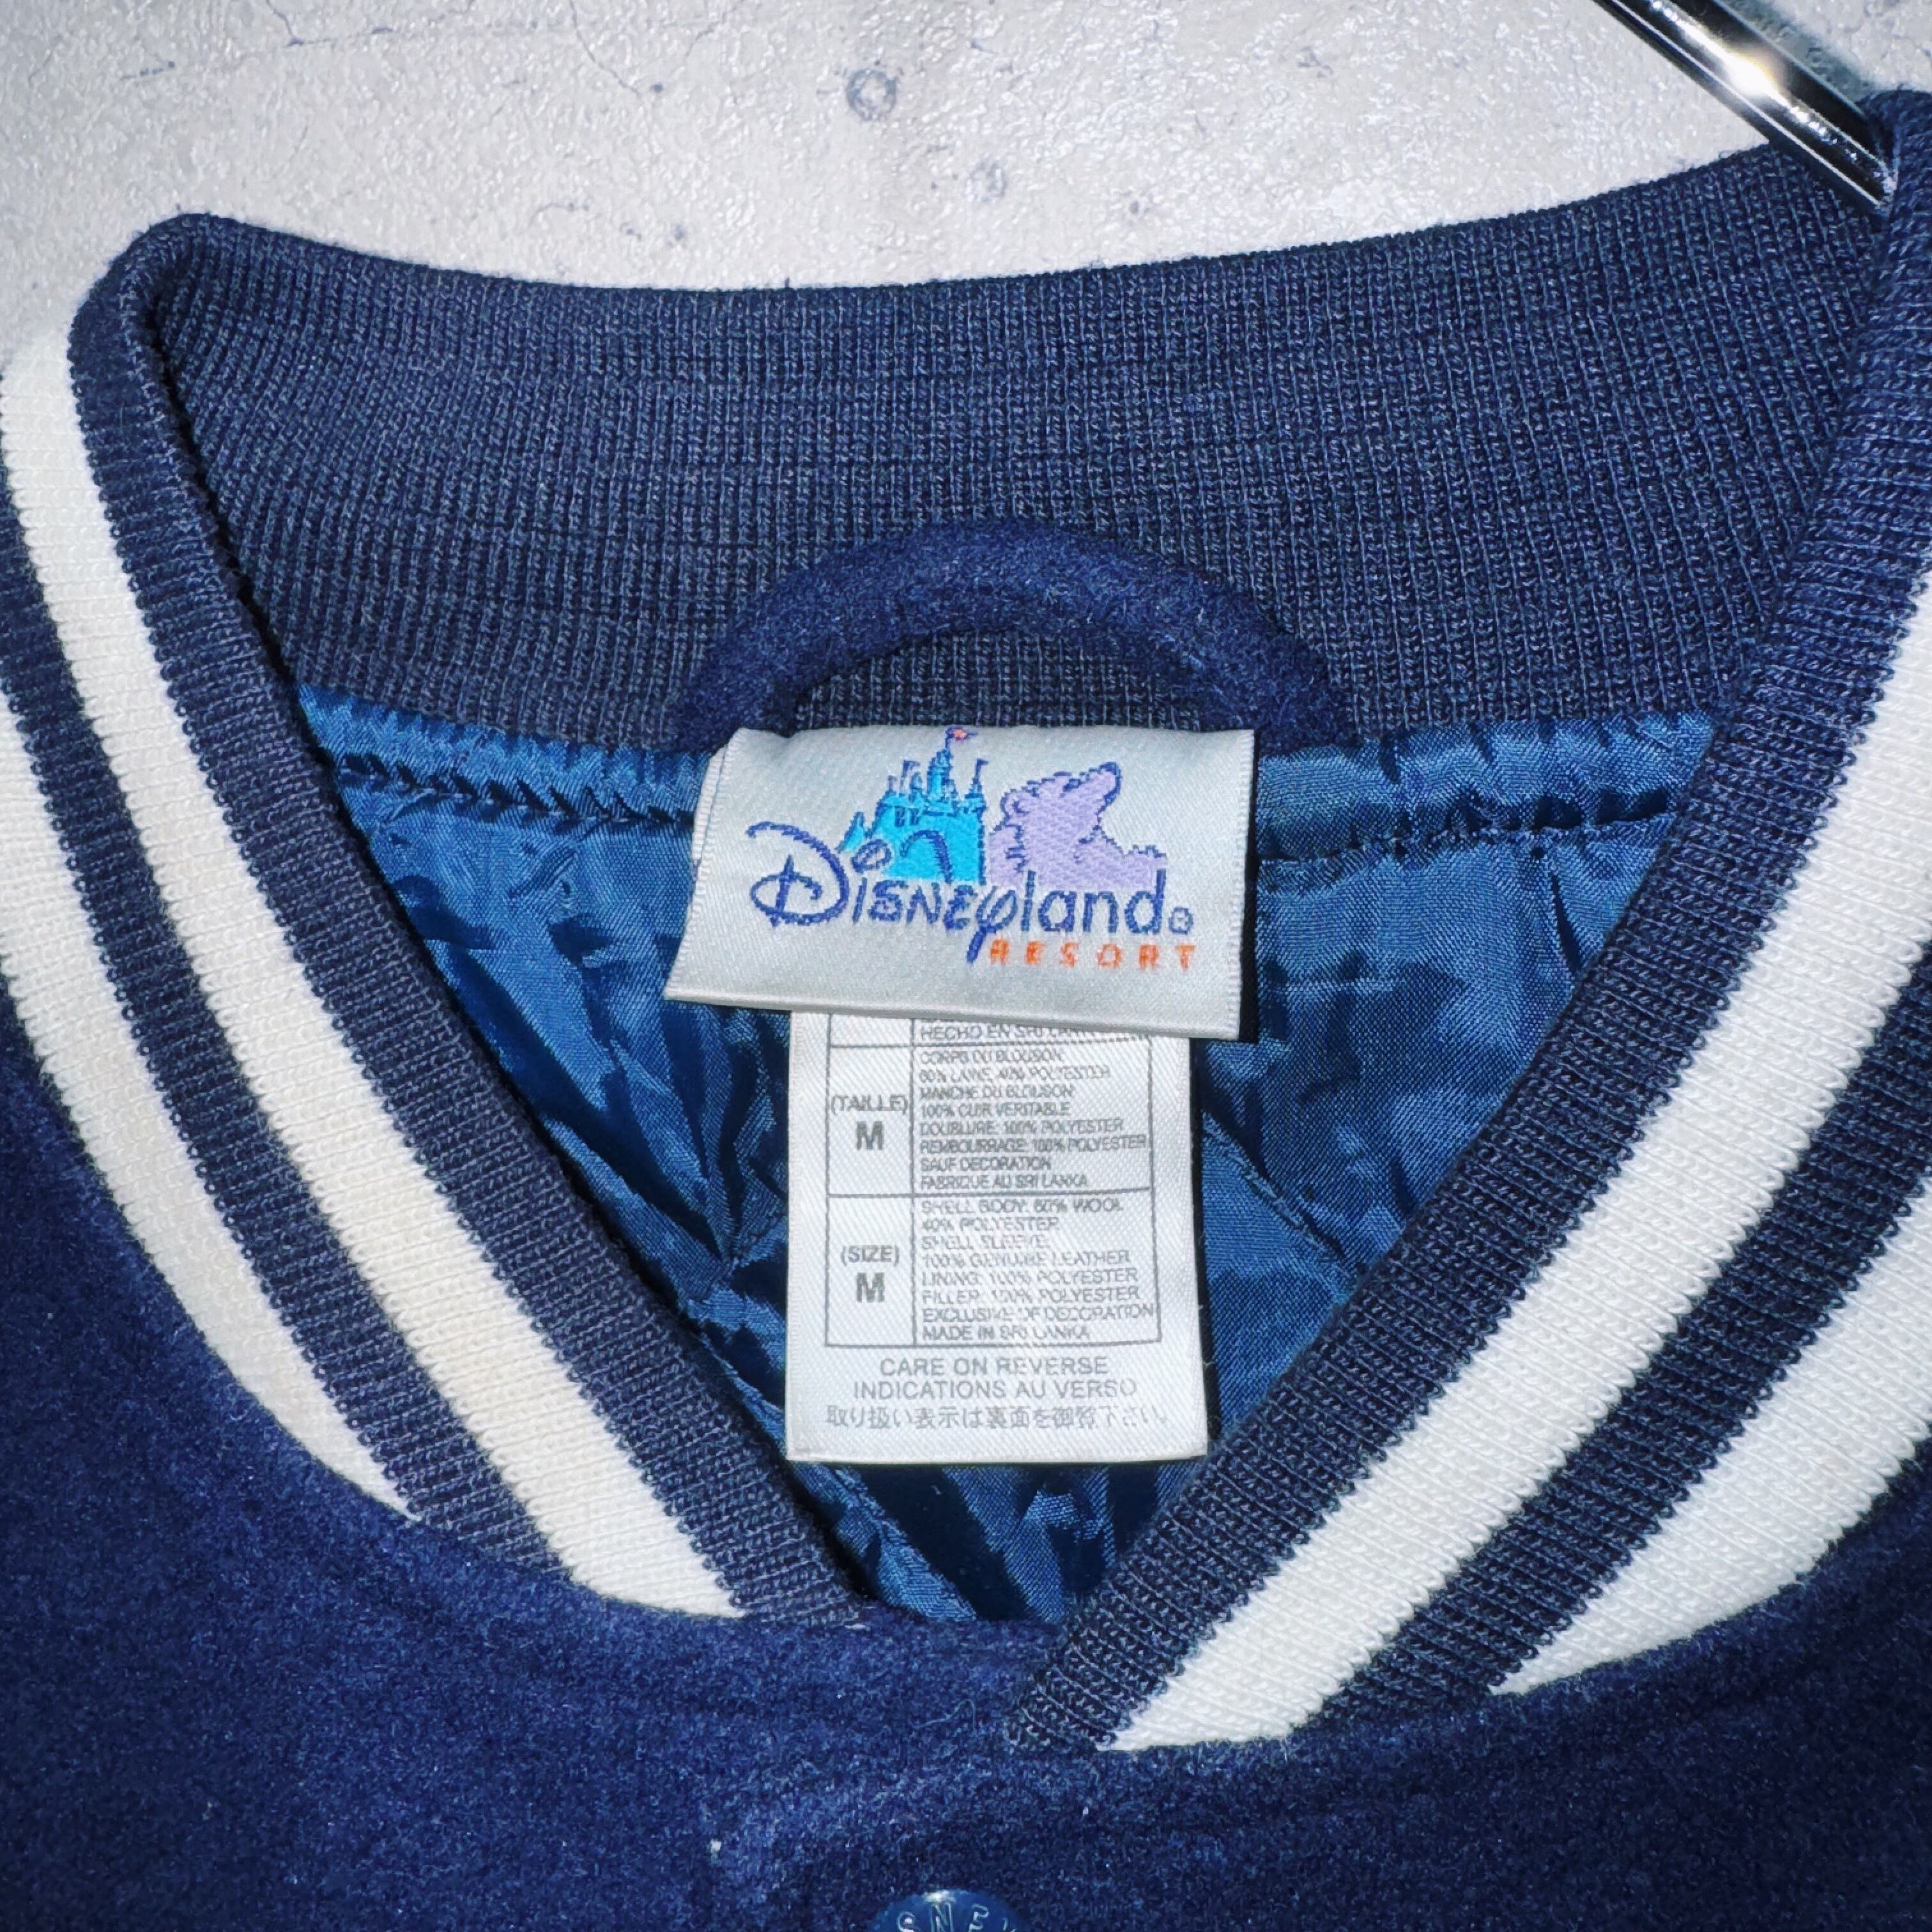 Disneyland®
RESORT
HECHO EN SRI LANKA
CORPS DU BLOUSON:
60% LAINE, 40% POLYESTER
MANCHE DU BLOUSON:
100% CUIR VERITABLE
DOUBLURE: 100% POLYESTER
REMBOURRAGE: 100% POLYESTER
SAUF DECORATION
FABRIQUE AU SRI LANKA
(TAILLE)
M
SHELL BODY: 60% WOOL
40% POLYESTER
SHELL SLEEVE:
100% GENUINE LEATHER
LINING: 100% POLYESTER
FILLER: 100% POLYESTER
EXCLUSIVE OF DECORATION
MADE IN SRI LANKA
(SIZE)
M
CARE ON REVERSE
INDICATIONS AU VERSO
取り扱い表示は裏面を御覧下さい。